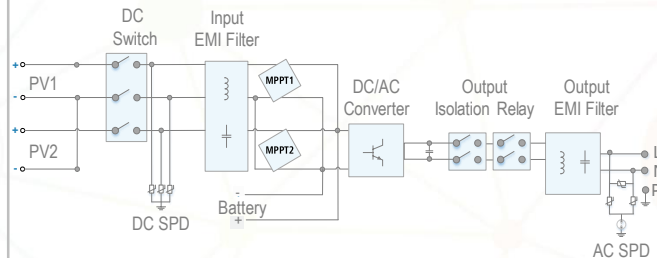 DC
Switch
Input
EMI Filter
+
PV1
-
+
PV2
-
MPPT1
MPPT2
DC/AC
Converter
Output
Isolation Relay
Output
EMI Filter
L
N
P
DC SPD
-
Battery
+
AC SPD